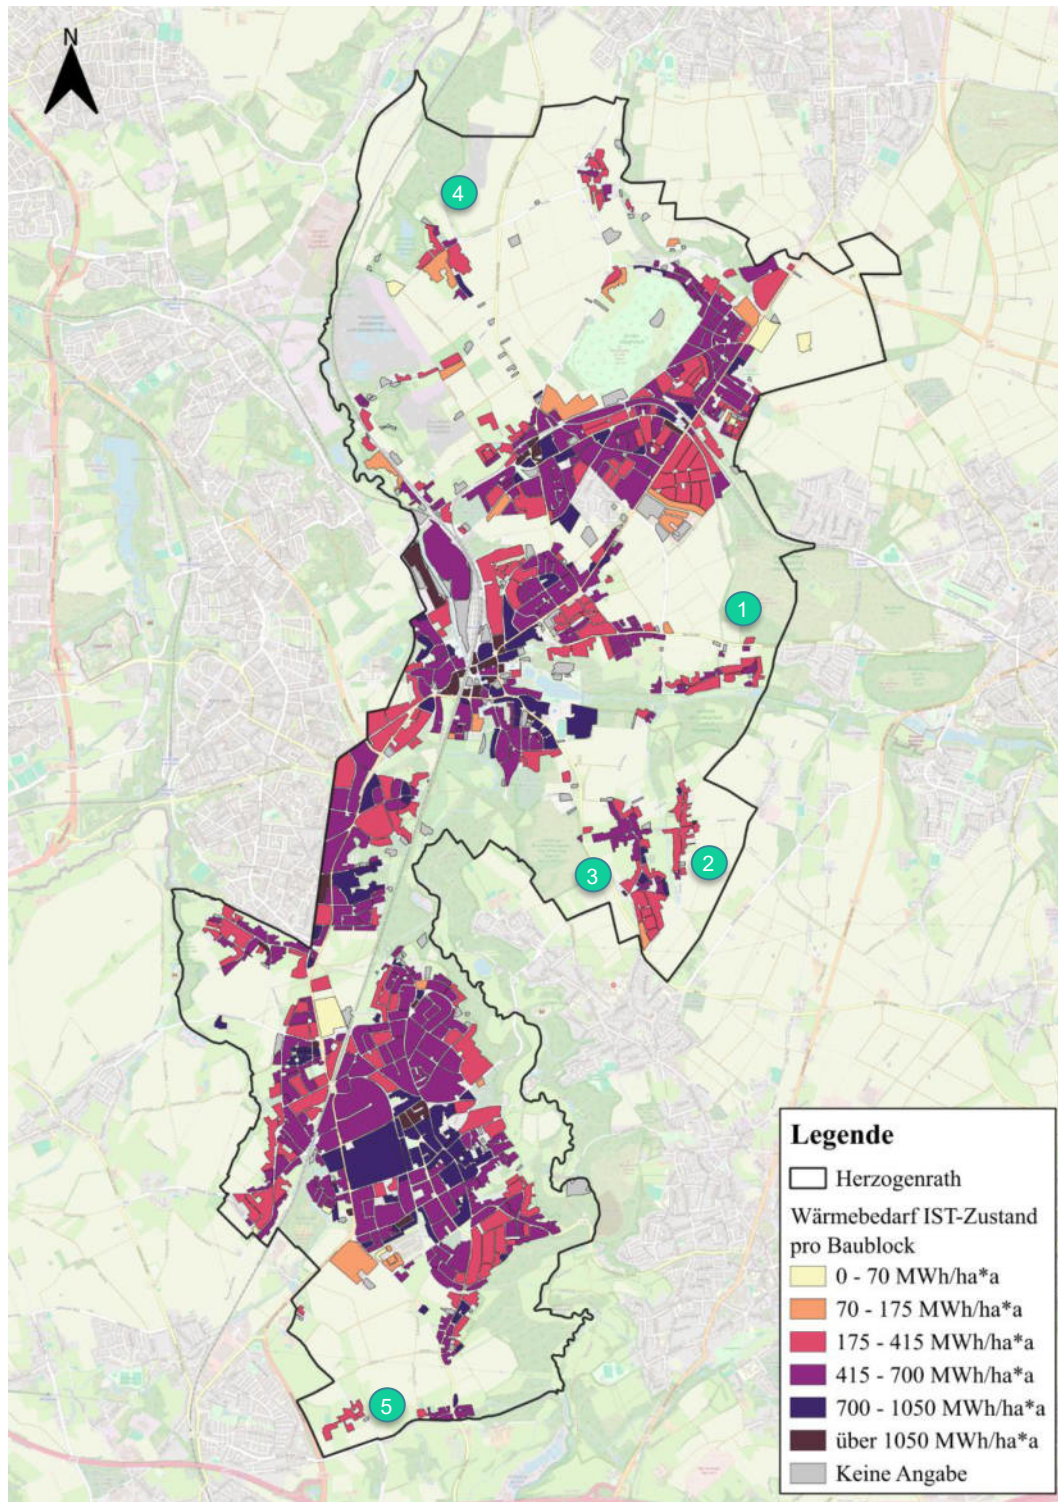 N
4
1
2
3
5
Legende
Herzogenrath
Wärmebedarf IST-Zustand
pro Baublock
0 - 70 MWh/ha*a
70 - 175 MWh/ha*a
175 - 415 MWh/ha*a
415 - 700 MWh/ha*a
700 - 1050 MWh/ha*a
über 1050 MWh/ha*a
Keine Angabe